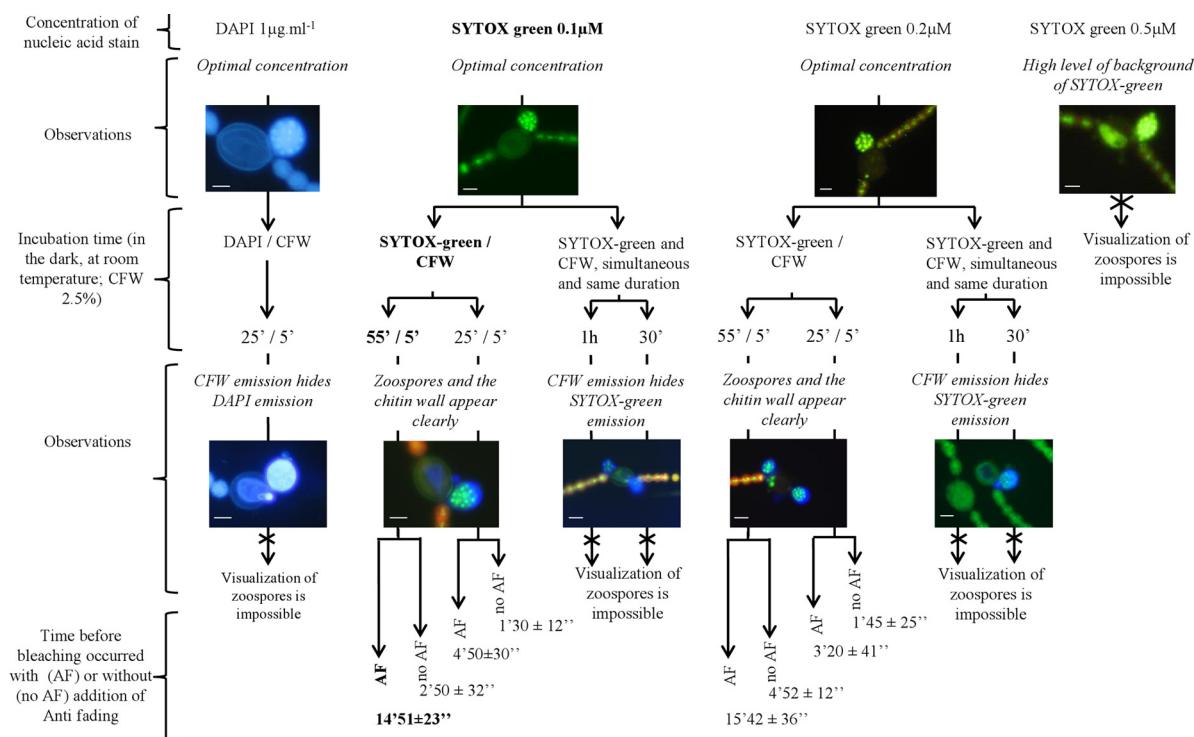 Concentration of
nucleic acid stain
DAPI 1µg.ml-1
SYTOX green 0.1µM
SYTOX green 0.2µM
SYTOX green 0.5µM
Optimal concentration
Optimal concentration
Optimal concentration
High level of background
of SYTOX-green
Observations
Incubation time (in
the dark, at room
temperature; CFW
2.5%)
DAPI / CFW
SYTOX-green /
CFW
SYTOX-green and
CFW, simultaneous
and same duration
SYTOX-green /
CFW
SYTOX-green and
CFW, simultaneous
and same duration
Visualization of
zoospores is
impossible
25’ / 5’
55’ / 5’
25’ / 5’
1h
30’
55’ / 5’
25’ / 5’
1h
30’
Observations
CFW emission hides
DAPI emission
Zoospores and the
chitin wall appear
clearly
CFW emission hides
SYTOX-green
emission
Zoospores and the
chitin wall appear
clearly
CFW emission hides
SYTOX-green
emission
Visualization of
zoospores is
impossible
Visualization of
zoospores is
impossible
Visualization of
zoospores is
impossible
Time before
bleaching occurred
with (AF) or without
(no AF) addition of
Anti fading
AF
no AF
AF
no AF
1’30 ± 12’’
4’50±30’’
2’50 ± 32’’
14’51±23’’
AF
no AF
AF
no AF
1’45 ± 25’’
3’20 ± 41’’
4’52 ± 12’’
15’42 ± 36’’